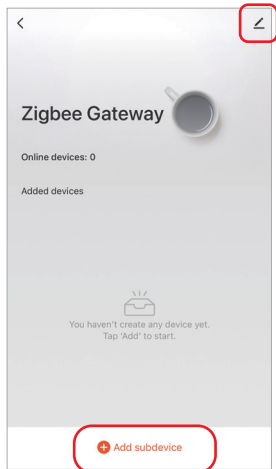 Zigbee Gateway
Online devices: 0
Added devices
You haven't create any device yet.
Tap 'Add' to start.
Add subdevice